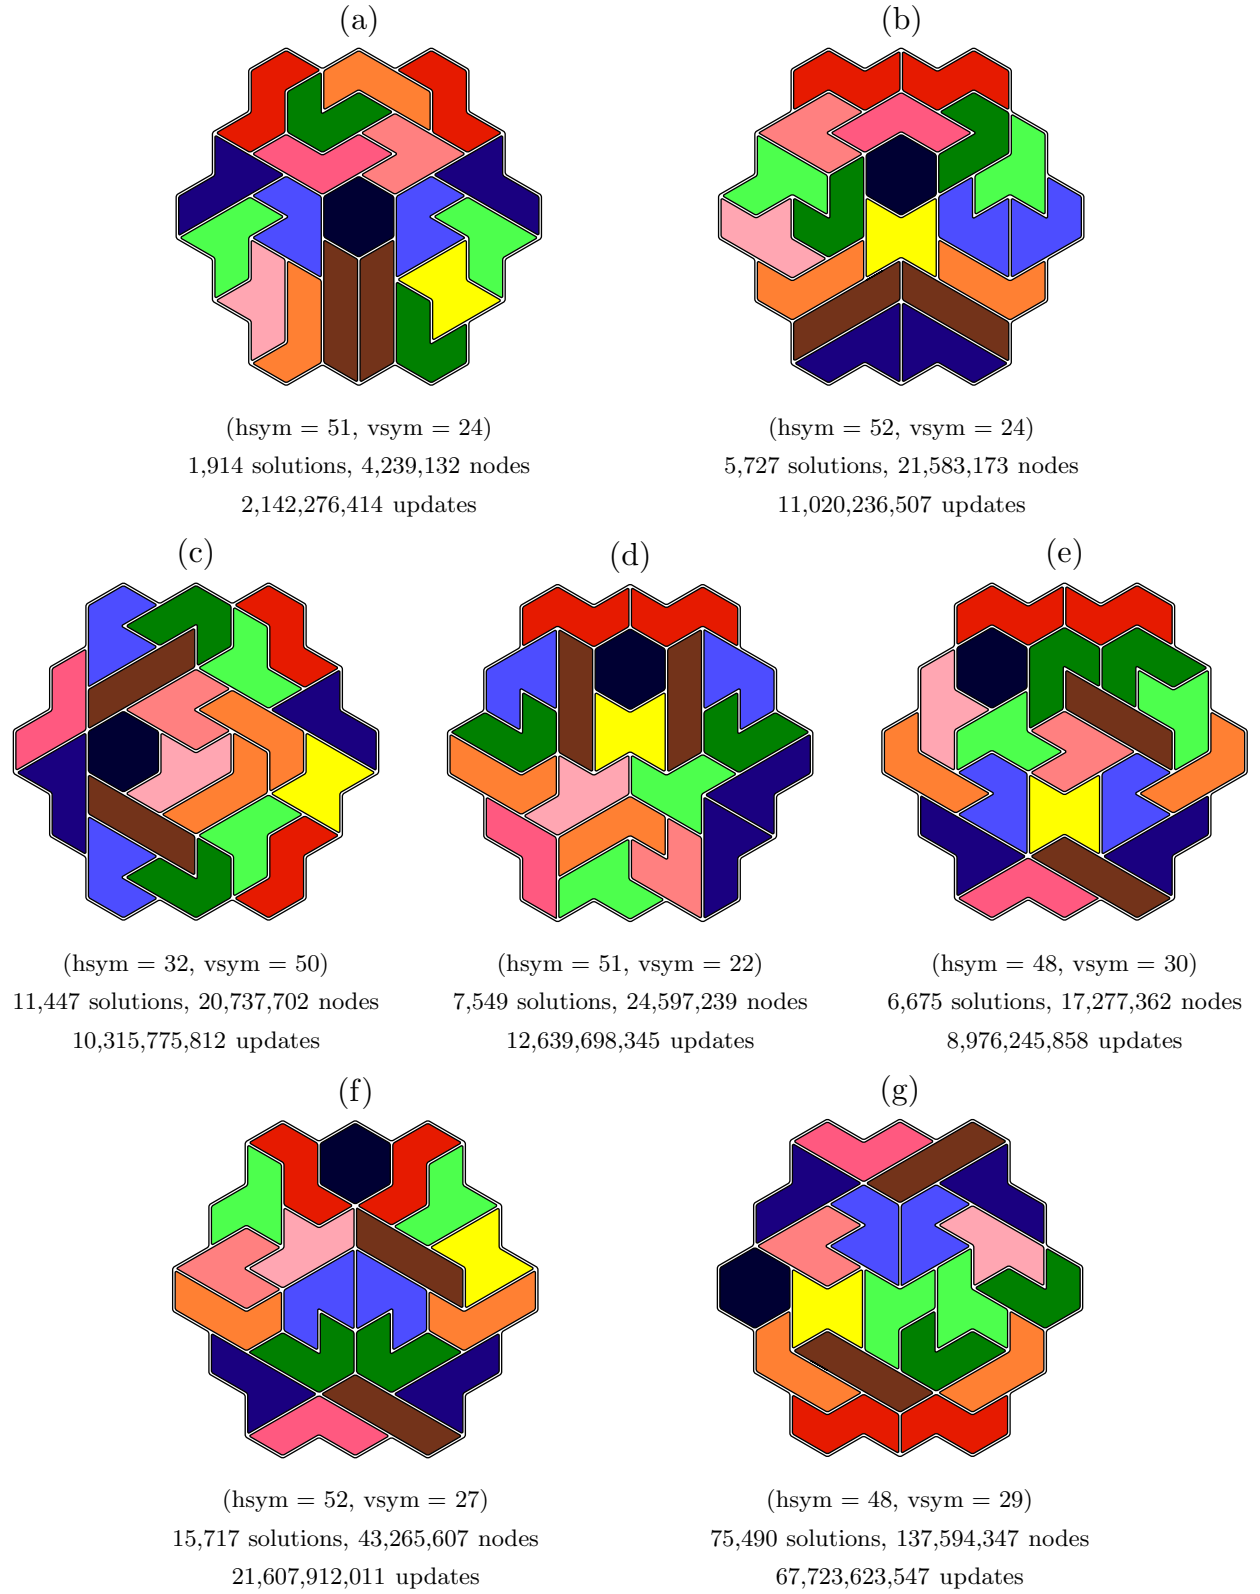 (a)
(b)
(hsym = 51, vsym = 24)
1,914 solutions, 4,239,132 nodes
2,142,276,414 updates
(hsym = 52, vsym = 24)
5,727 solutions, 21,583,173 nodes
11,020,236,507 updates
(c)
(d)
(e)
(hsym = 32, vsym = 50)
11,447 solutions, 20,737,702 nodes
10,315,775,812 updates
(hsym = 51, vsym = 22)
7,549 solutions, 24,597,239 nodes
12,639,698,345 updates
(hsym = 48, vsym = 30)
6,675 solutions, 17,277,362 nodes
8,976,245,858 updates
(f)
(g)
(hsym = 52, vsym = 27)
15,717 solutions, 43,265,607 nodes
21,607,912,011 updates
(hsym = 48, vsym = 29)
75,490 solutions, 137,594,347 nodes
67,723,623,547 updates